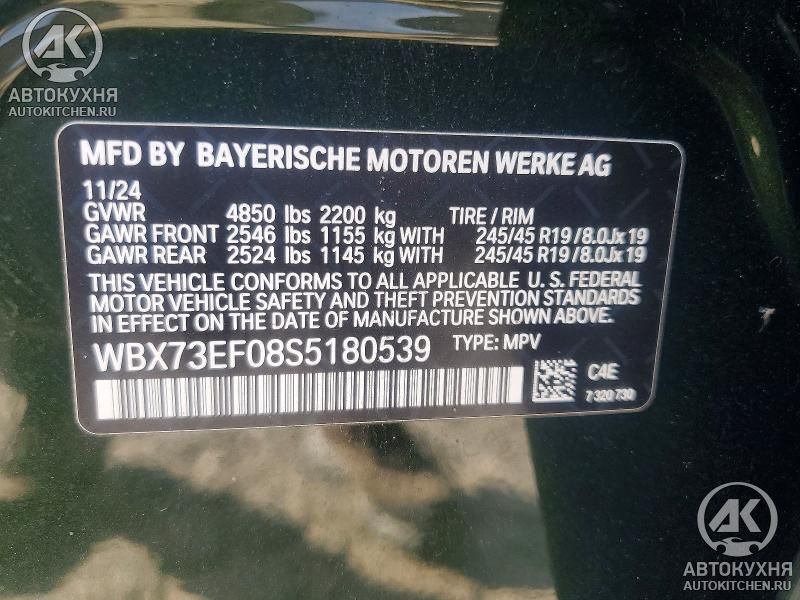 AK
АВТОКУХНЯ
AUTOKITCHEN.RU
MFD BY BAYERISCHE MOTOREN WERKE AG
11/24
GVWR 4850 lbs 2200 kg TIRE / RIM
GAWR FRONT 2546 lbs 1155 kg WITH 245/45 R19 / 8.0Jx19
GAWR REAR 2524 lbs 1145 kg WITH 245/45 R19 / 8.0Jx19
THIS VEHICLE CONFORMS TO ALL APPLICABLE U. S. FEDERAL
MOTOR VEHICLE SAFETY AND THEFT PREVENTION STANDARDS
IN EFFECT ON THE DATE OF MANUFACTURE SHOWN ABOVE.
WBX73EF08S5180539 TYPE: MPV
C4E
7 320 730
AK
АВТОКУХНЯ
AUTOKITCHEN.RU